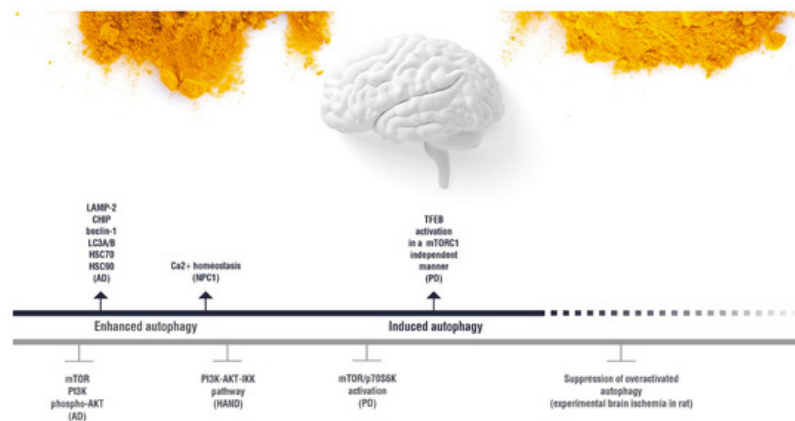 LAMP-2
CHIP
beclin-1
LC3A/B
HSC70
HSC90
(AD)
Ca2+ homeostasis
(NPC1)
TFEB
activation
in a mTORC1
independent
manner
(PD)
Enhanced autophagy
Induced autophagy
mTOR
PI3K
phospho-AKT
(AD)
PI3K-AKT-IKK
pathway
(HAND)
mTOR/p70S6K
activation
(PD)
Suppression of overactivated
autophagy
(experimental brain ischemia in rat)